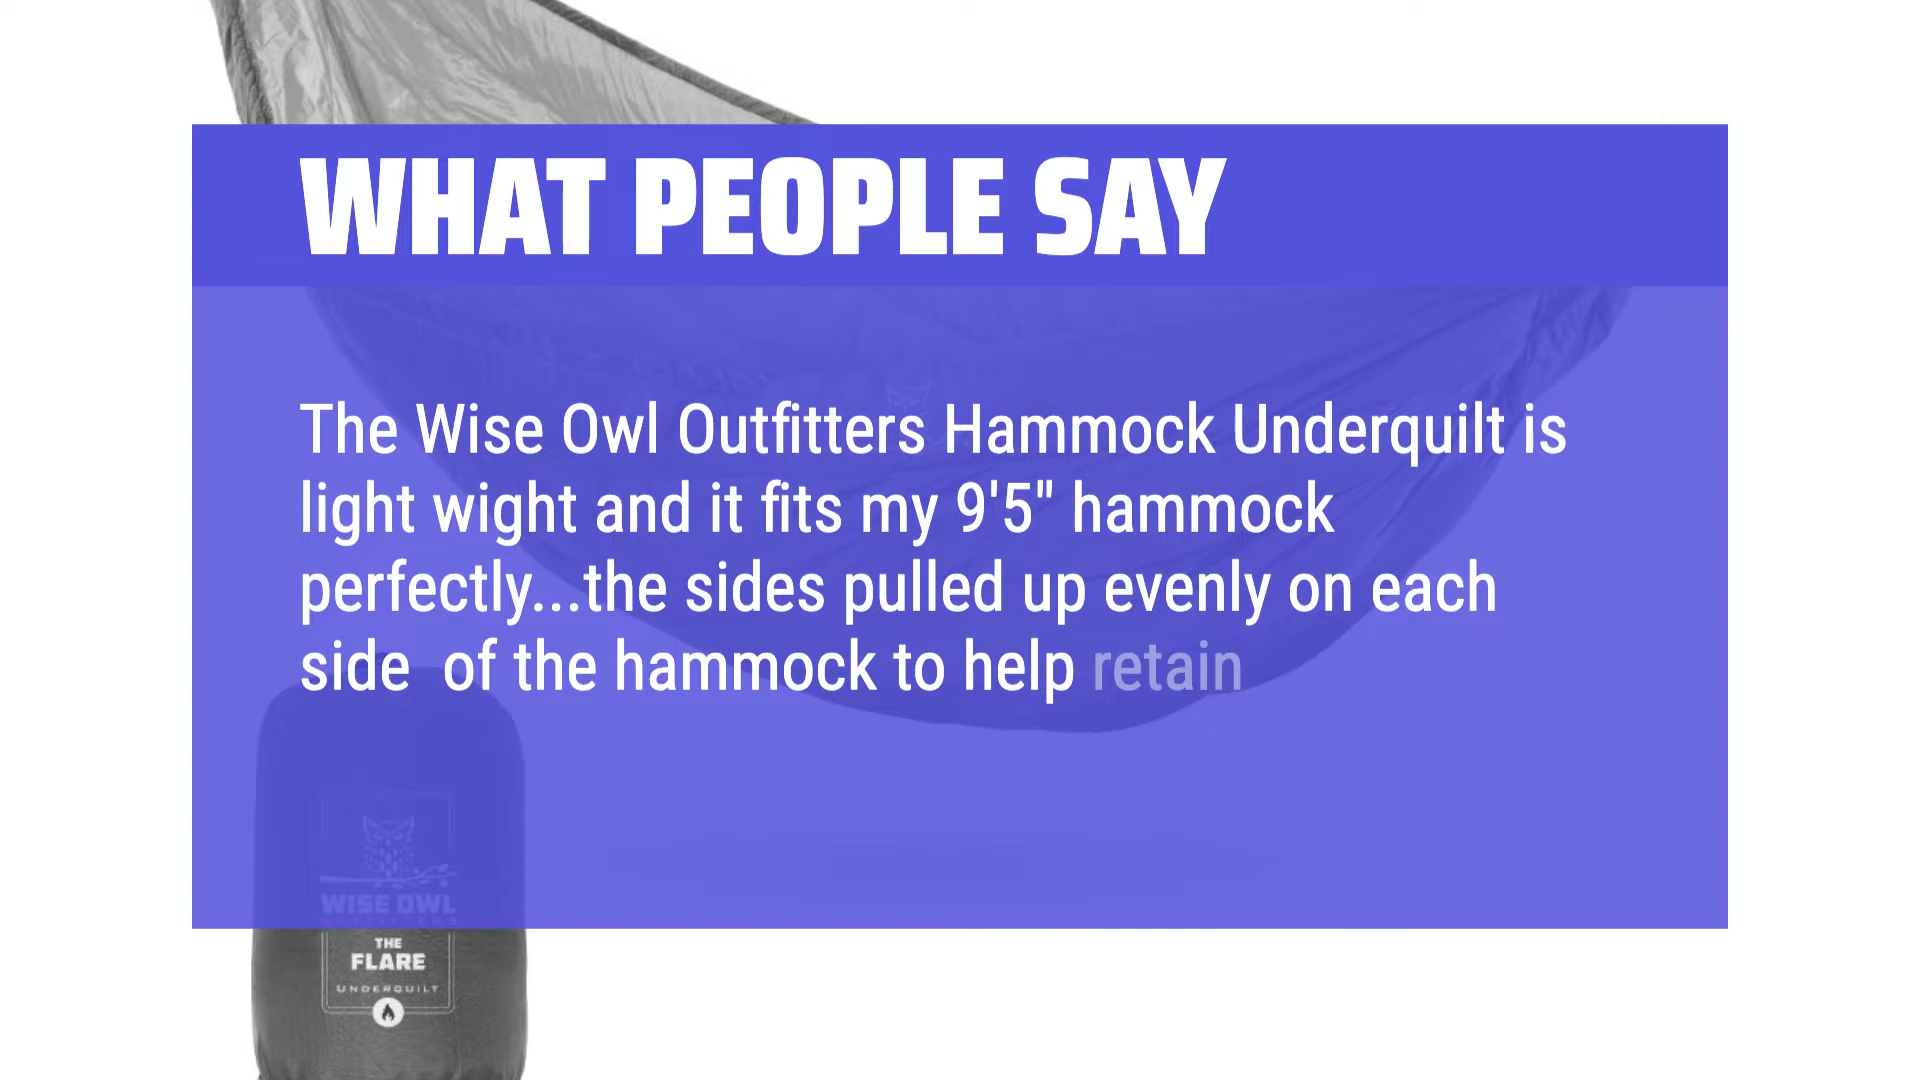 WHAT PEOPLE SAY
The Wise Owl Outfitters Hammock Underquilt is
light wight and it fits my 9'5" hammock
perfectly...the sides pulled up evenly on each
side  of the hammock to help retain
WISE OWL
THE
FLARE
UNDERQUILT